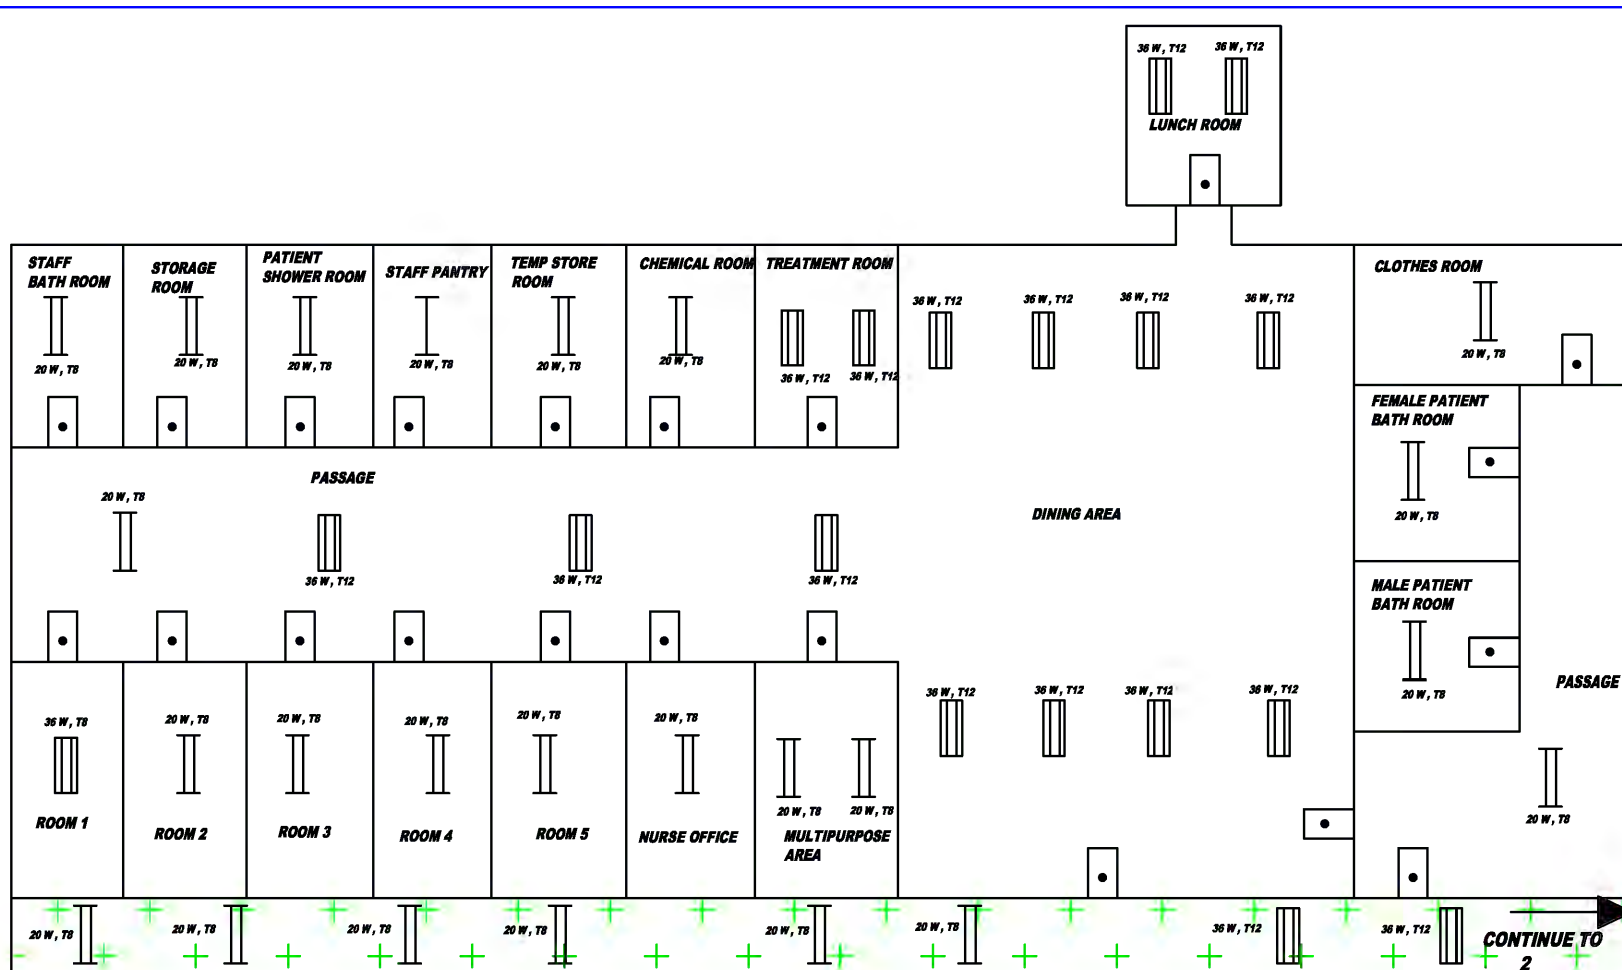 36 W , T12
36 W , T12
LUNCH ROOM
STAFF
BATH ROOM
20 W , T8
STORAGE
ROOM
20 W , T8
PATIENT
SHOWER ROOM
20 W , T8
STAFF PANTRY
20 W , T8
TEMP STORE
ROOM
20 W , T8
CHEMICAL ROOM
20 W , T8
TREATMENT ROOM
36 W , T12
36 W , T12
36 W , T12
36 W , T12
36 W , T12
36 W , T12
CLOTHES ROOM
20 W , T8
FEMALE PATIENT
BATH ROOM
20 W , T8
PASSAGE
20 W , T8
36 W , T12
36 W , T12
36 W , T12
DINING AREA
MALE PATIENT
BATH ROOM
20 W , T8
PASSAGE
20 W , T8
36 W , T8
ROOM 1
20 W , T8
ROOM 2
20 W , T8
ROOM 3
20 W , T8
ROOM 4
20 W , T8
ROOM 5
20 W , T8
NURSE OFFICE
20 W , T8
20 W , T8
MULTIPURPOSE
AREA
36 W , T12
36 W , T12
36 W , T12
36 W , T12
20 W , T8
20 W , T8
20 W , T8
20 W , T8
20 W , T8
20 W , T8
36 W , T12
36 W , T12
CONTINUE TO
2